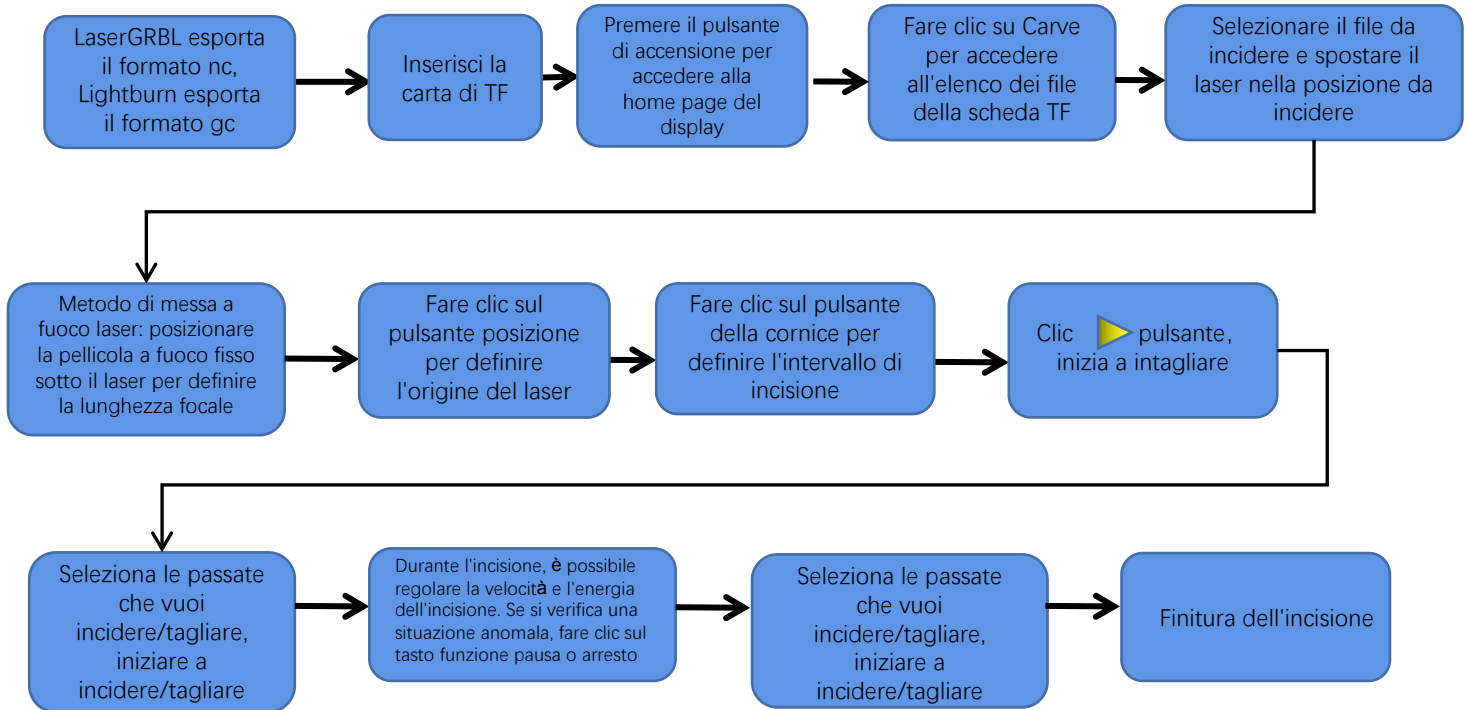 LaserGRBL esporta
il formato nc,
Lightburn esporta
il formato gc
Inserisci la
carta di TF
Premere il pulsante
di accensione per
accedere alla
home page del
display
Fare clic su Carve
per accedere
all'elenco dei file
della scheda TF
Selezionare il file da
incidere e spostare il
laser nella posizione da
incidere
Metodo di messa a
fuoco laser: posizionare
la pellicola a fuoco fisso
sotto il laser per definire
la lunghezza focale
Fare clic sul
pulsante posizione
per definire
l'origine del laser
Fare clic sul pulsante
della cornice per
definire l'intervallo di
incisione
Clic pulsante,
inizia a intagliare
Seleziona le passate
che vuoi
incidere/tagliare,
iniziare a
incidere/tagliare
Durante l'incisione, è possibile
regolare la velocità e l'energia
dell'incisione. Se si verifica una
situazione anomala, fare clic sul
tasto funzione pausa o arresto
Seleziona le passate
che vuoi
incidere/tagliare,
iniziare a
incidere/tagliare
Finitura dell'incisione